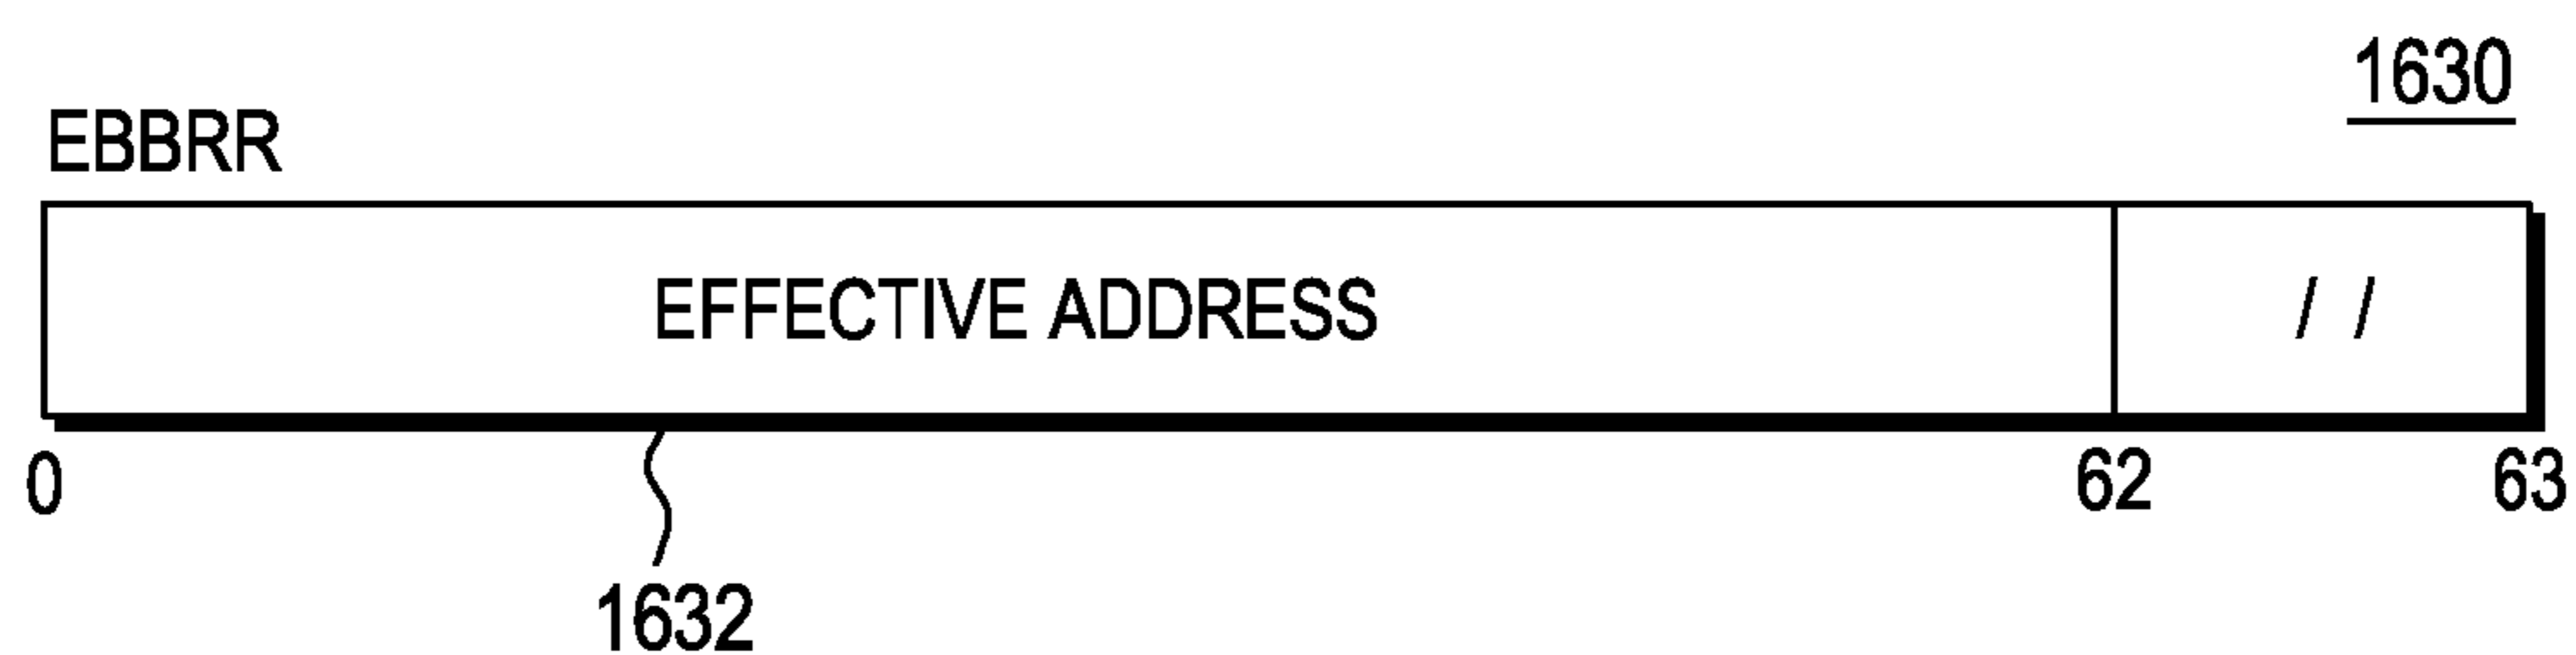 1630
EBBRR
EFFECTIVE ADDRESS
/ /
0 62 63
1632